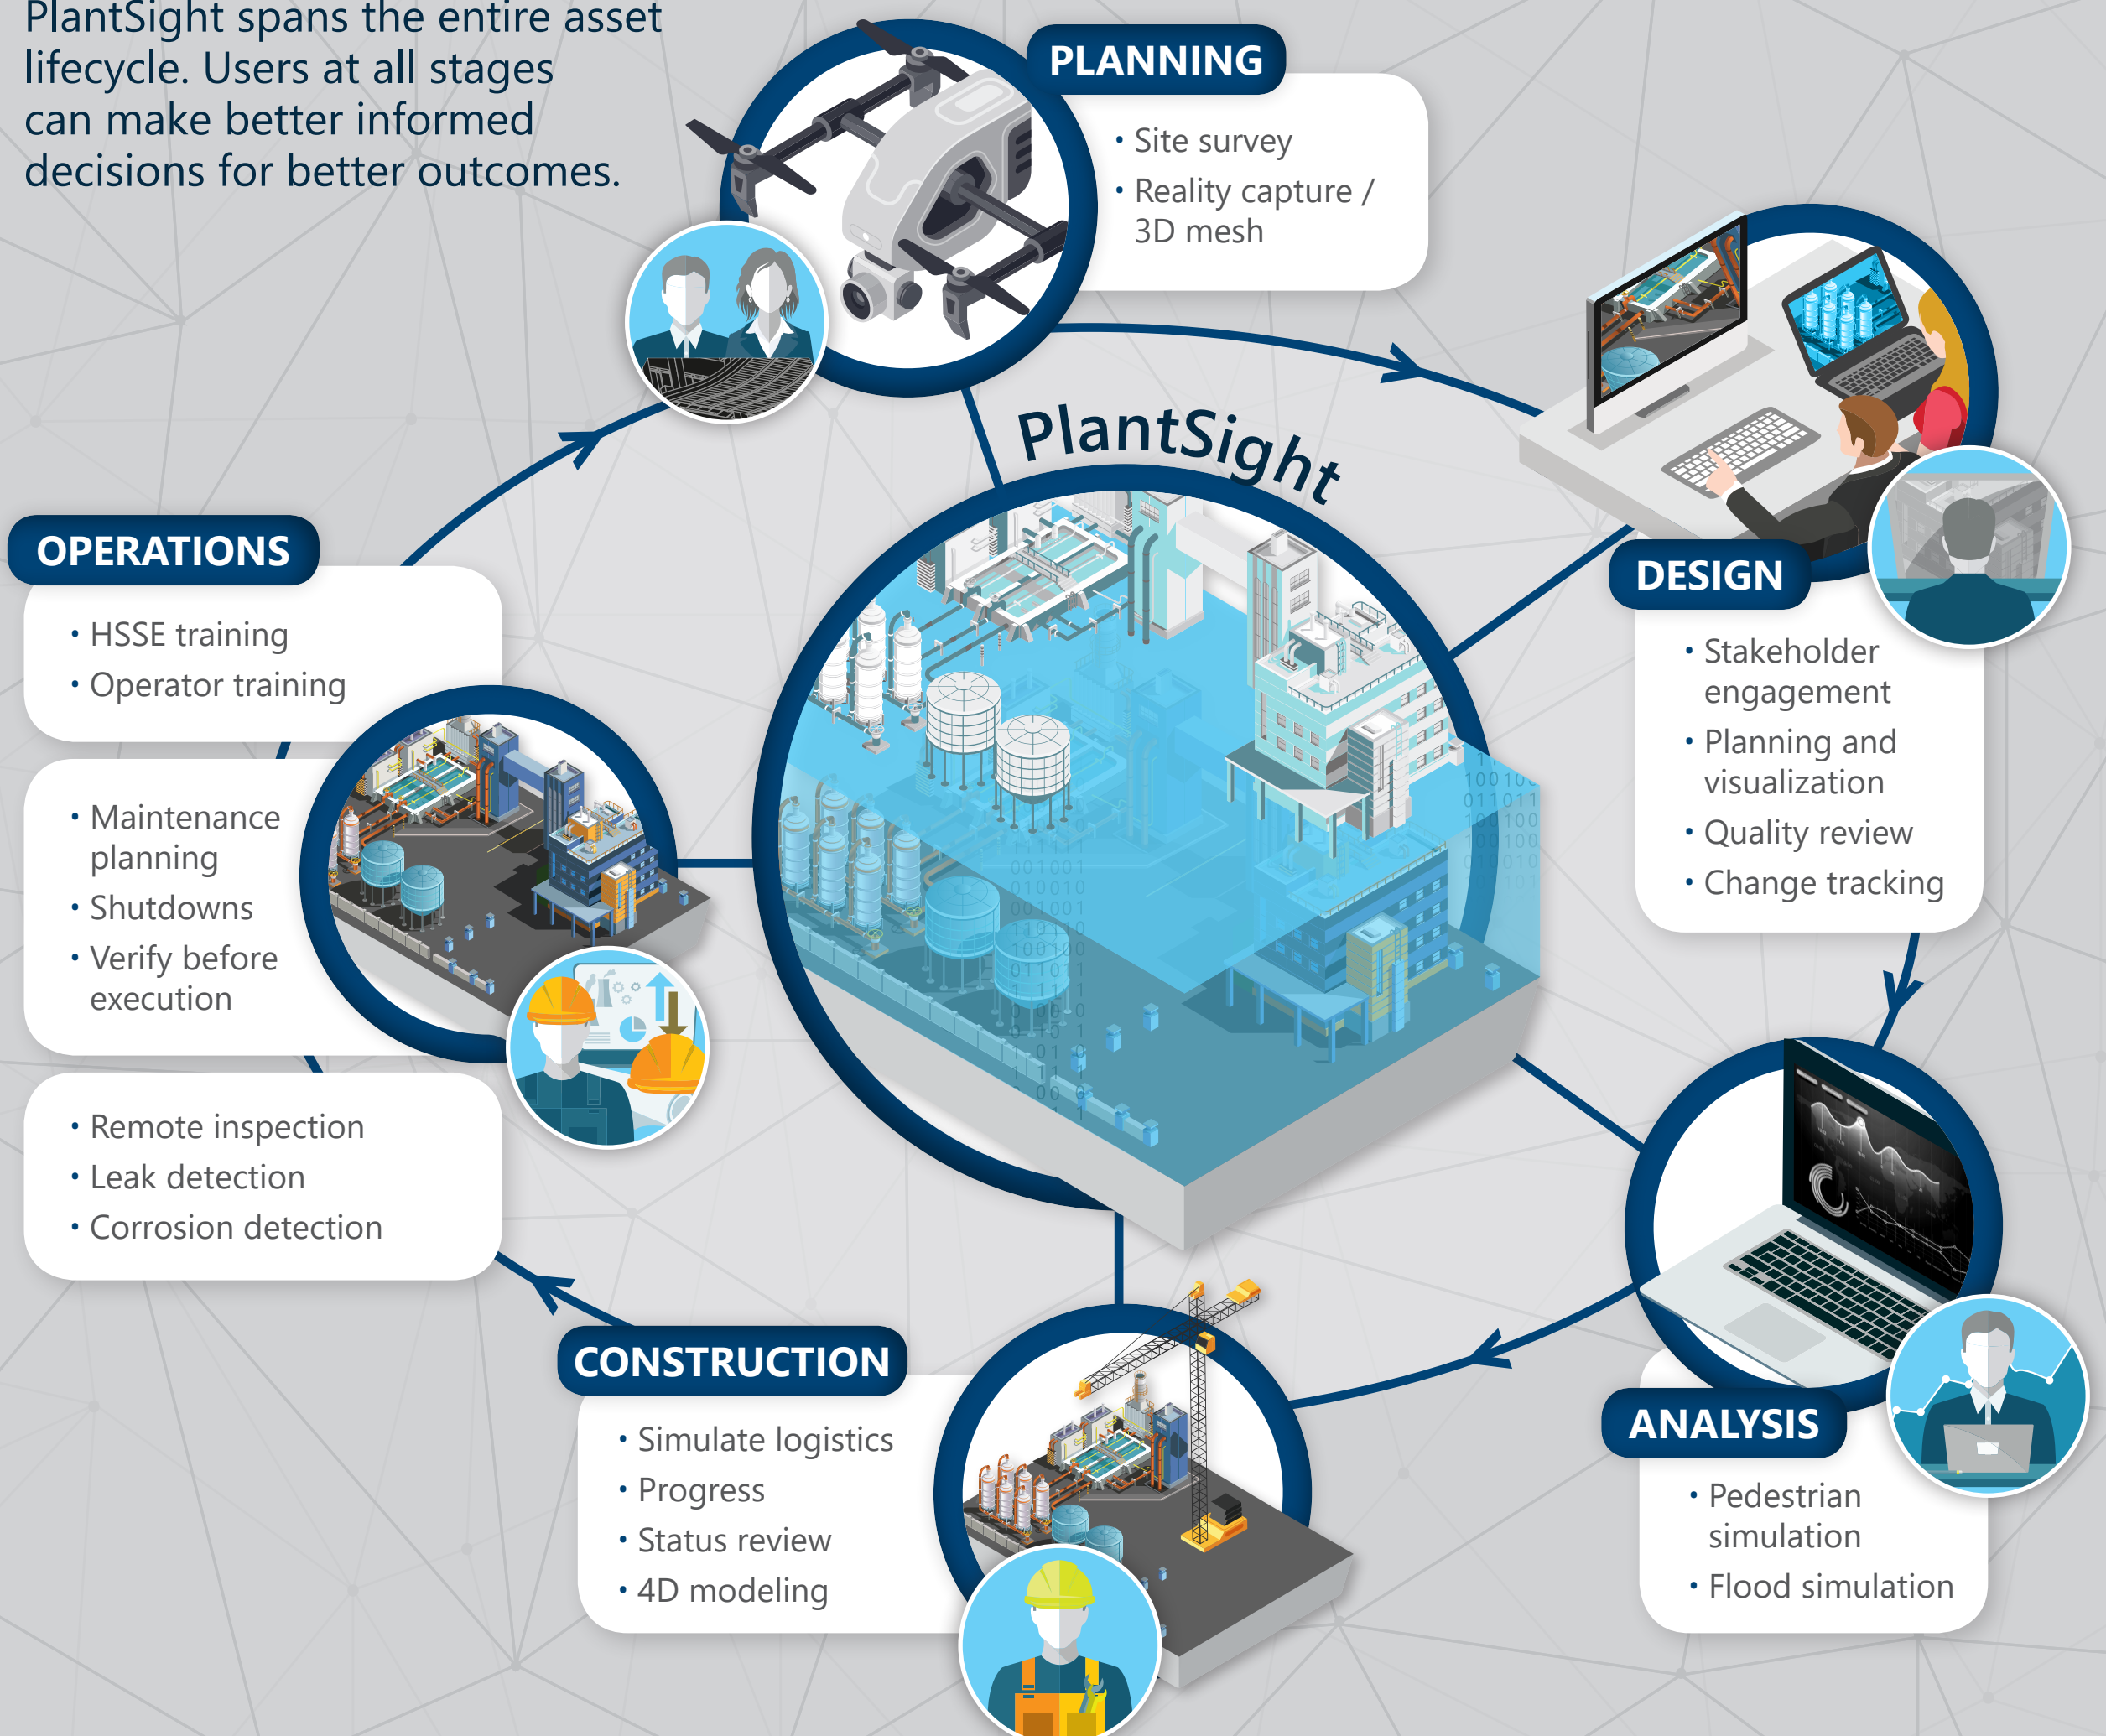 PlantSight spans the entire asset
lifecycle. Users at all stages
can make better informed
decisions for better outcomes.
PLANNING
• Site survey
• Reality capture /
3D mesh
PlantSight
DESIGN
• Stakeholder
engagement
• Planning and
visualization
• Quality review
• Change tracking
ANALYSIS
• Pedestrian
simulation
• Flood simulation
CONSTRUCTION
• Simulate logistics
• Progress
• Status review
• 4D modeling
OPERATIONS
• HSSE training
• Operator training
• Maintenance
planning
• Shutdowns
• Verify before
execution
• Remote inspection
• Leak detection
• Corrosion detection